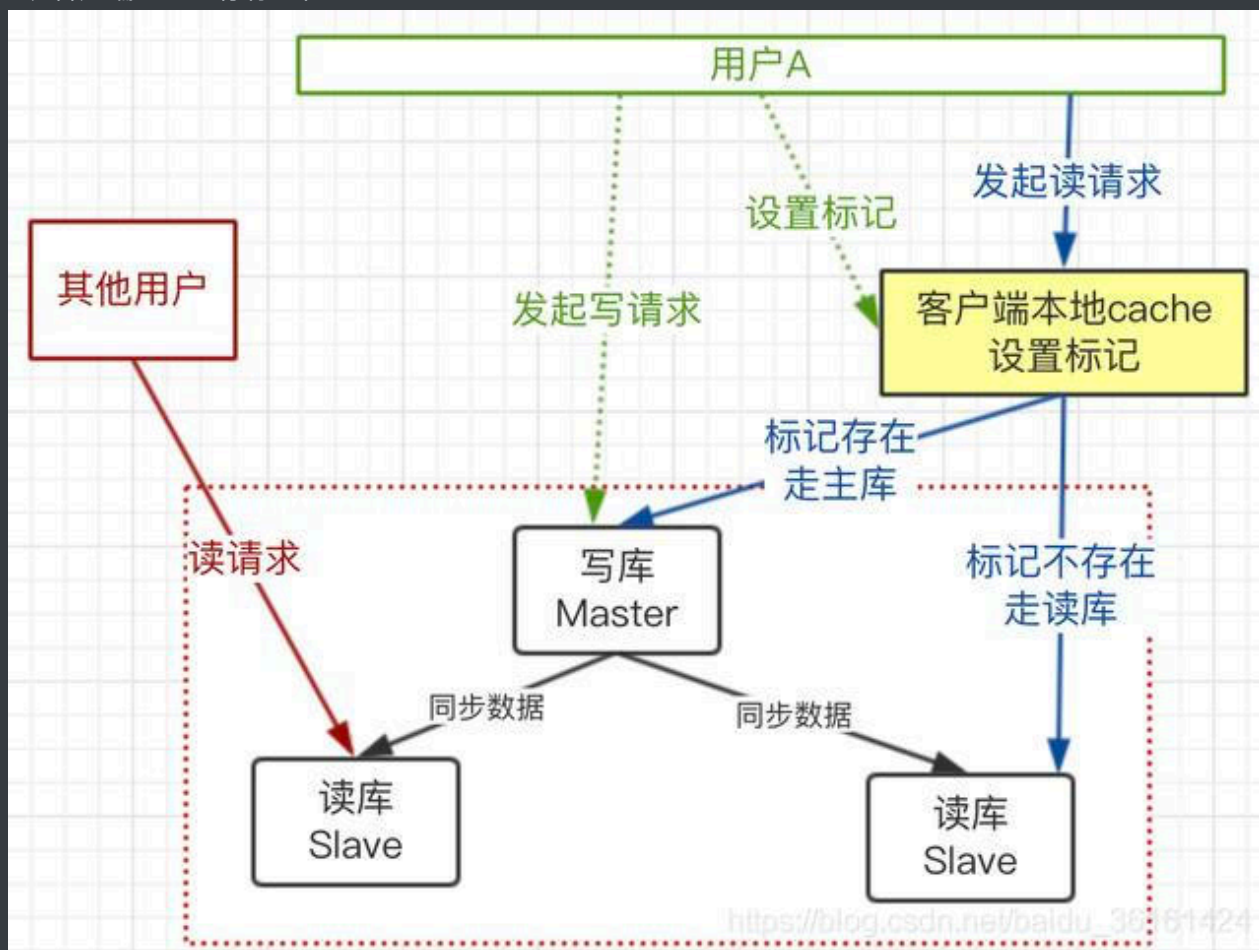 用户A
发起读请求
设置标记
其他用户
发起写请求
客户端本地cache
设置标记
标记存在
走主库
读请求
写库
Master
标记不存在
走读库
同步数据
同步数据
读库
Slave
读库
Slave